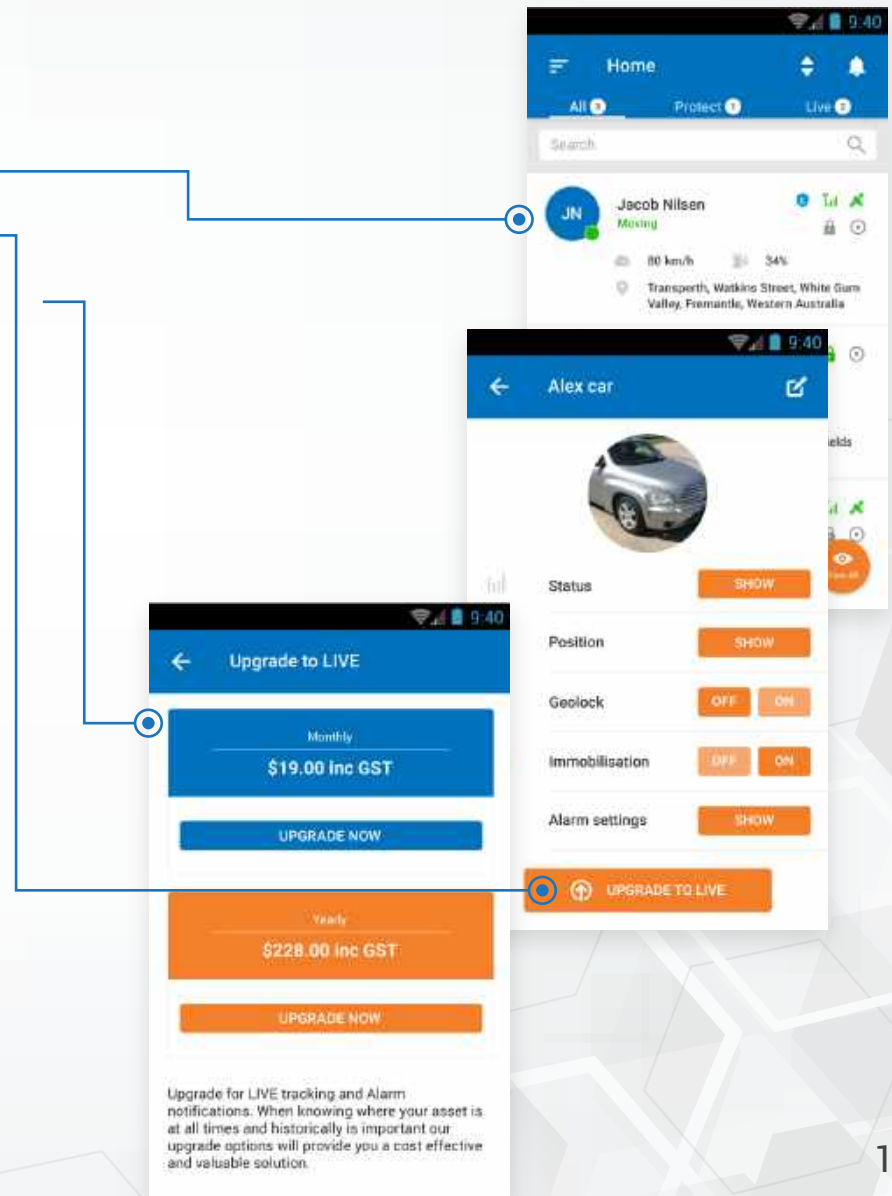 9:40
Home
All 3 Protect 1 Live 2
Search
JN
Jacob Nilsen
Moving
80 km/h 34%
Transperth, Watkins Street, White Gum
Valley, Fremantle, Western Australia
ields
9:40
Alex car
Status SHOW
Position SHOW
Geolock OFF ON
Immobilisation OFF ON
Alarm settings SHOW
UPGRADE TO LIVE
9:40
Upgrade to LIVE
Monthly
$19.00 inc GST
UPGRADE NOW
Yearly
$228.00 inc GST
UPGRADE NOW
Upgrade for LIVE tracking and Alarm
notifications. When knowing where your asset is
at all times and historically is important our
upgrade options will provide you a cost effective
and valuable solution.
1